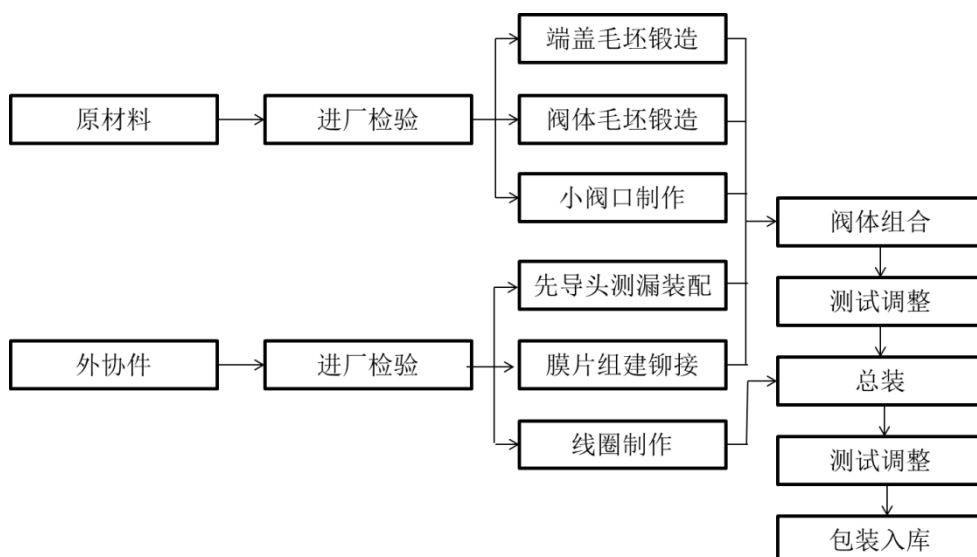 端盖毛坯锻造
原材料
进厂检验
阀体毛坯锻造
小阀口制作
阀体组合
先导头测漏装配
测试调整
外协件
进厂检验
膜片组建铆接
总装
线圈制作
测试调整
包装入库